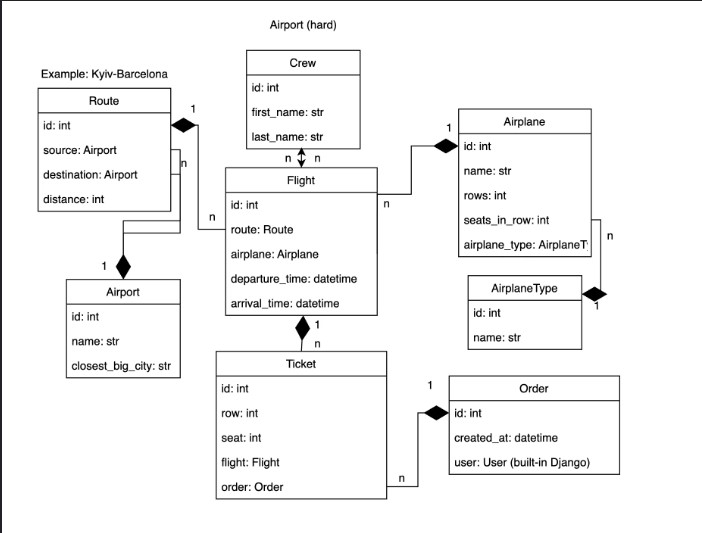 Airport (hard)
Example: Kyiv-Barcelona
Route
id: int
source: Airport
destination: Airport
distance: int
1
n
n
1
Airport
id: int
name: str
closest_big_city: str
Crew
id: int
first_name: str
last_name: str
n
n
Flight
id: int
route: Route
airplane: Airplane
departure_time: datetime
arrival_time: datetime
n
1
Airplane
id: int
name: str
rows: int
seats_in_row: int
airplane_type: AirplaneT
n
1
AirplaneType
id: int
name: str
1
n
Ticket
id: int
row: int
seat: int
flight: Flight
order: Order
n
1
Order
id: int
created_at: datetime
user: User (built-in Django)